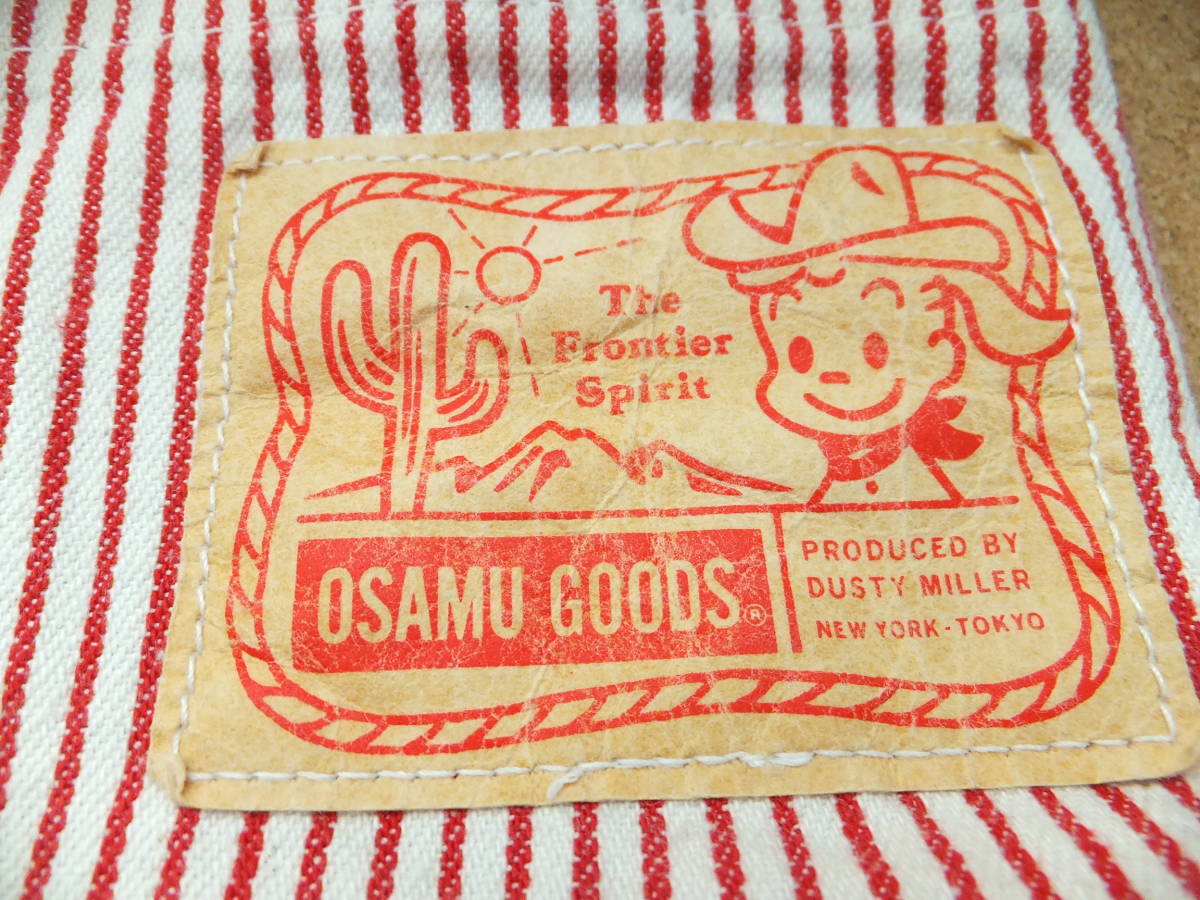 The
Frontier
Spirit
OSAMU GOODS®
PRODUCED BY
DUSTY MILLER
NEW YORK-TOKYO